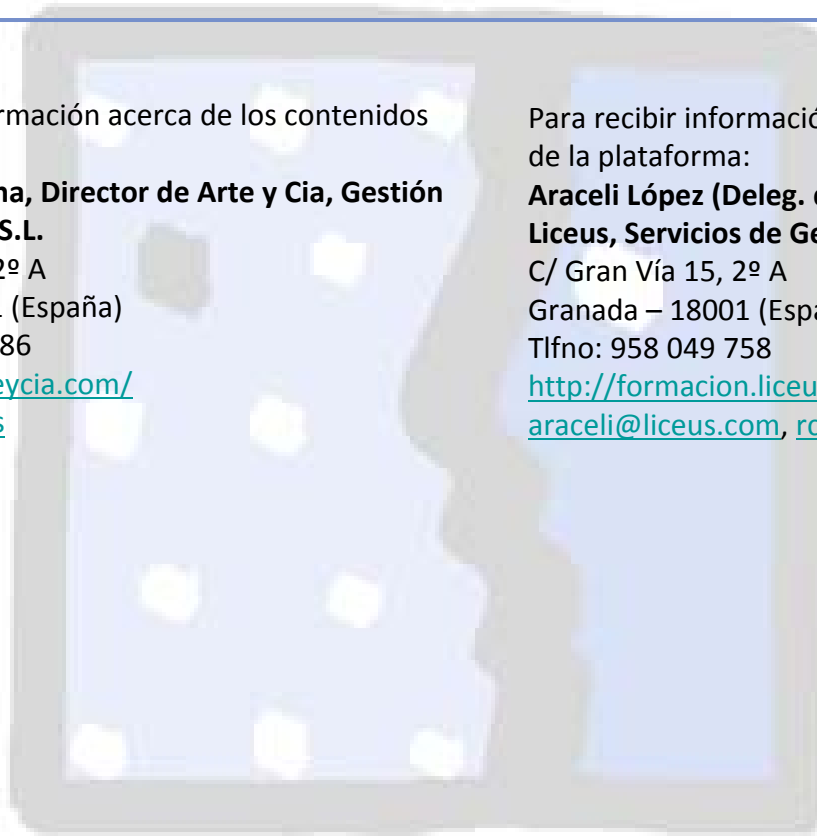 rmación acerca de los contenidos
na, Director de Arte y Cia, Gestión
S.L.
2º A
(España)
86
eycia.com/
s
Para recibir informació
de la plataforma:
Araceli López (Deleg.
Liceus, Servicios de Ge
C/ Gran Vía 15, 2º A
Granada – 18001 (Espa
Tlfno: 958 049 758
http://formacion.liceu
araceli@liceus.com, ro